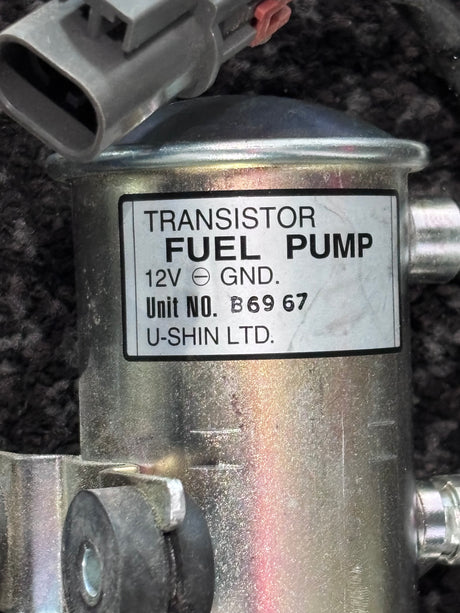 TRANSISTOR
FUEL PUMP
12V ⊖ GND.
Unit NO. B69 67
U-SHIN LTD.